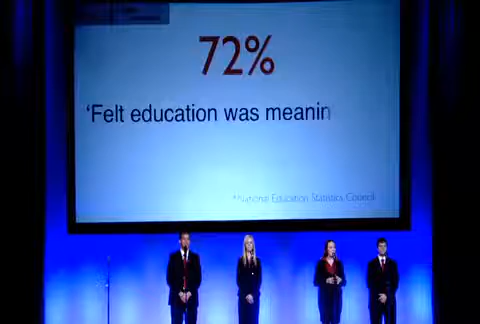 72%
‘Felt education was meanin
*National Education Statistics Council